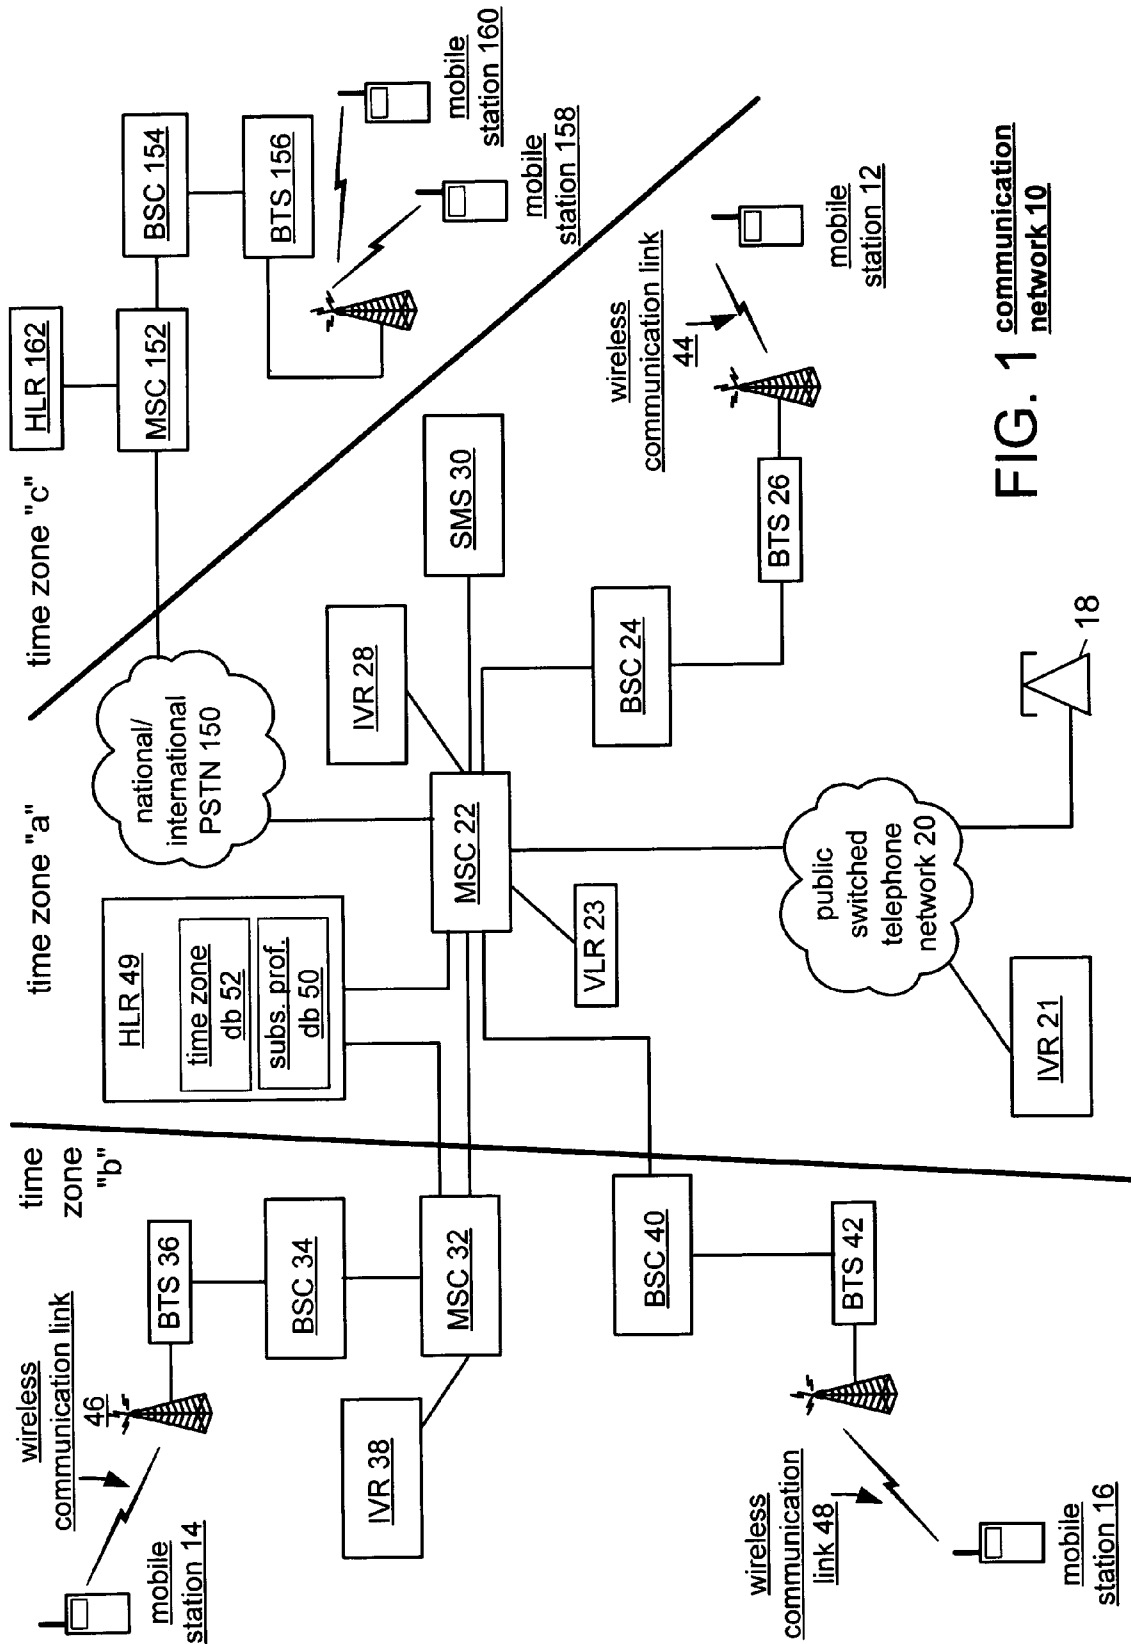 time
zone
"b"
time zone "a"
time zone "c"
mobile
station 14
wireless
communication link
46
BTS 36
BSC 34
MSC 32
IVR 38
BSC 40
BTS 42
wireless
communication
link 48
mobile
station 16
HLR 49
time zone
db 52
subs. prof.
db 50
national/
international
PSTN 150
MSC 22
VLR 23
IVR 28
SMS 30
BSC 24
BTS 26
wireless
communication link
44
mobile
station 12
public
switched
telephone
network 20
IVR 21
18
HLR 162
MSC 152
BSC 154
BTS 156
mobile
station 158
mobile
station 160
FIG. 1
communication
network 10